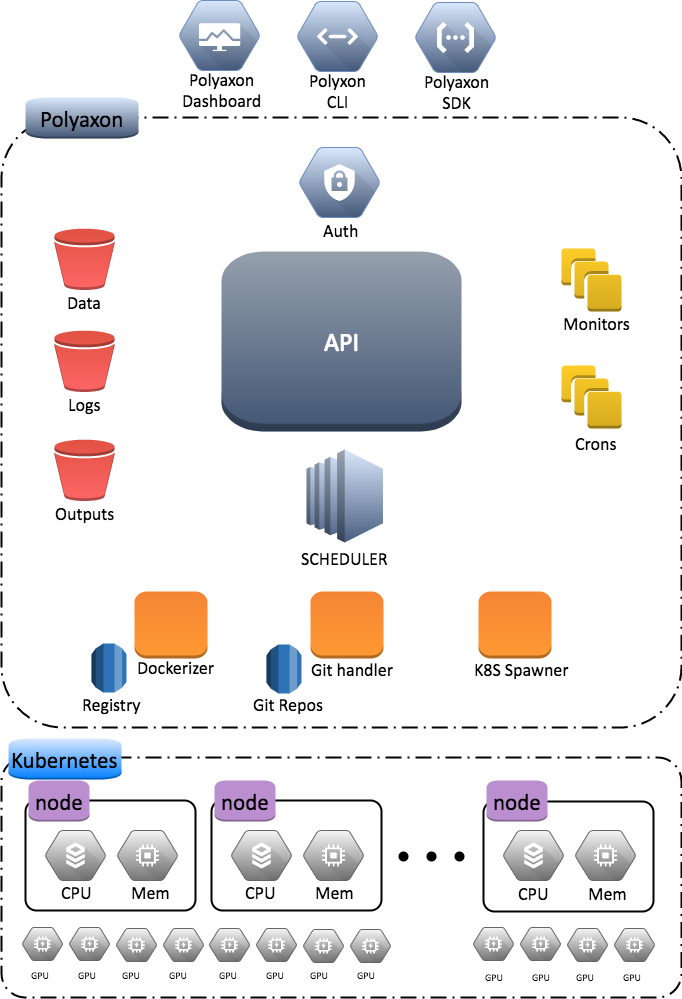 Polyaxon
Dashboard
Polyxon
CLI
Polyaxon
SDK
Polyaxon
Auth
Data
Logs
Outputs
API
Monitors
Crons
SCHEDULER
Dockerizer
Registry
Git handler
Git Repos
K8S Spawner
Kubernetes
node
CPU
Mem
node
CPU
Mem
node
CPU
Mem
GPU
GPU
GPU
GPU
GPU
GPU
GPU
GPU
GPU
GPU
GPU
GPU